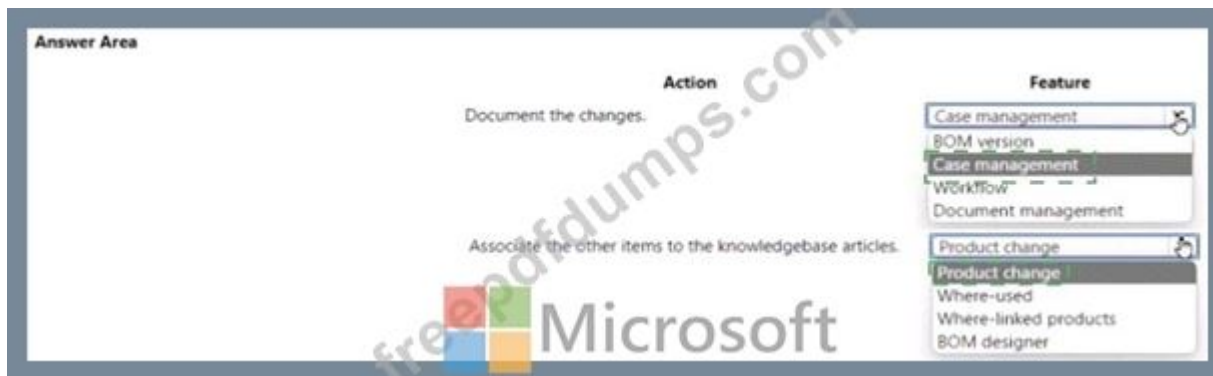 Answer Area
Action Feature
Document the changes. Case management
BOM version
Case management
Workflow
Document management
Associate the other items to the knowledgebase articles. Product change
Product change
Where-used
Where-linked products
BOM designer
Microsoft
freepdfdumps.com